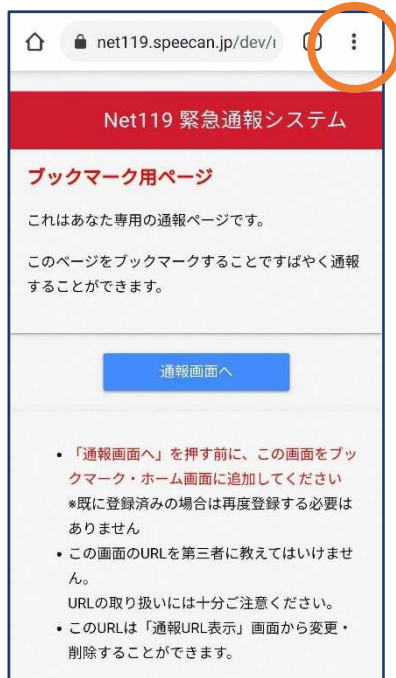 net119.speecan.jp/dev/
Net119 緊急通報システム
ブックマーク用ページ
これはあなた専用の通報ページです。
このページをブックマークすることですばやく通報
することができます。
通報画面へ
• 「通報画面へ」を押す前に、この画面をブッ
クマーク・ホーム画面に追加してください
*既に登録済みの場合は再度登録する必要は
ありません
• この画面のURLを第三者に教えてはいけませ
ん。
URLの取り扱いには十分ご注意ください。
• このURLは「通報URL表示」画面から変更・
削除することができます。